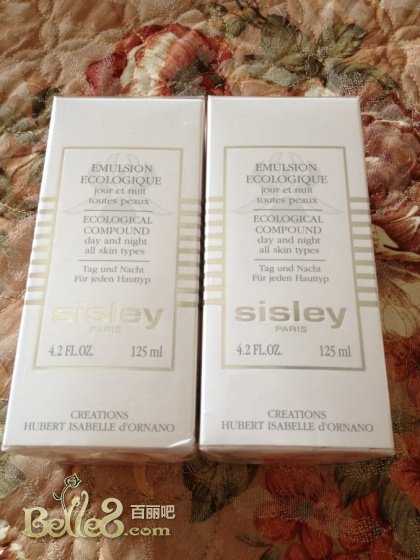 EMULSION
ECOLOGIQUE
jour et nuit
toutes peaux
ECOLOGICAL
COMPOUND
day and night
all skin types
Tag und Nacht
Für jeden Hauttyp
sisley
PARIS
4.2 FL.OZ. 125 ml
CREATIONS
HUBERT ISABELLE d'ORNANO
EMULSION
ECOLOGIQUE
jour et nuit
toutes peaux
ECOLOGICAL
COMPOUND
day and night
all skin types
Tag und Nacht
Für jeden Hauttyp
sisley
PARIS
4.2 FL.OZ. 125 ml
CREATIONS
HUBERT ISABELLE d'ORNANO
百丽吧
Belle8.com